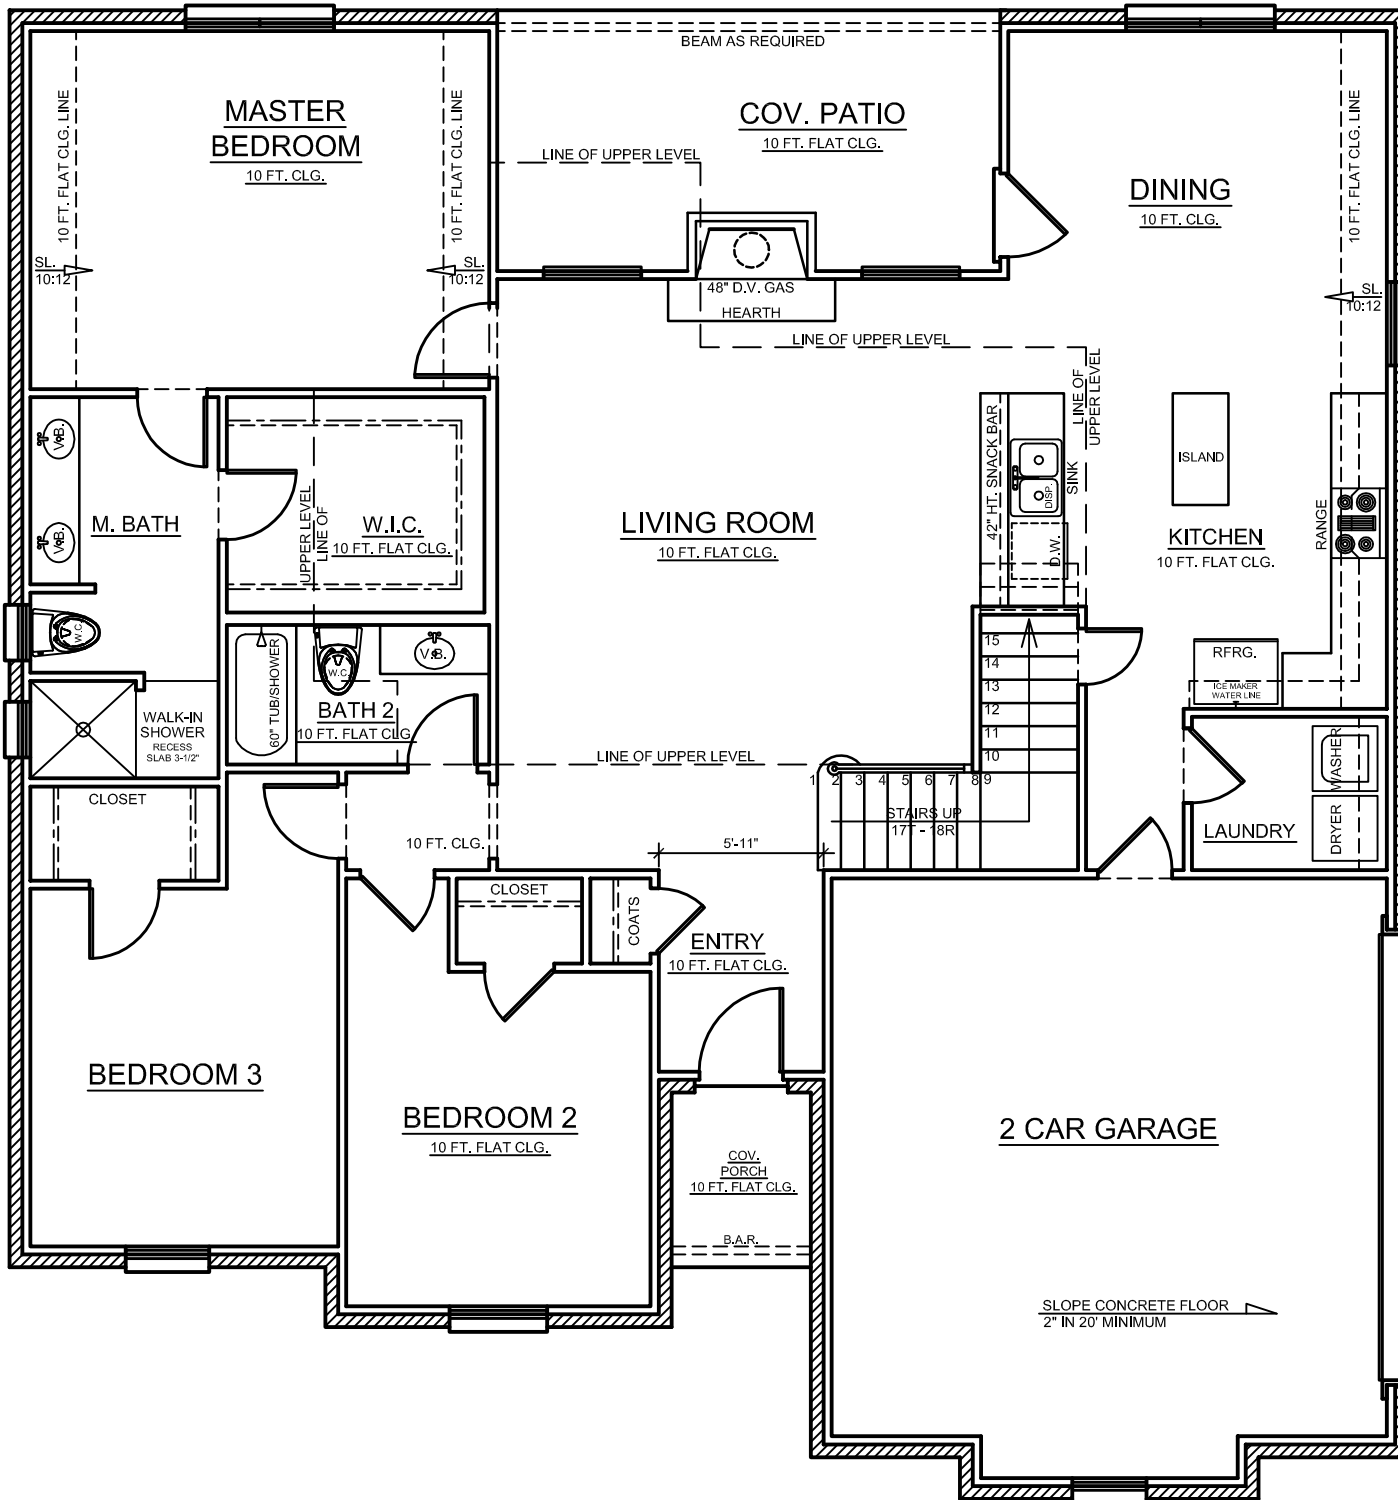 BEAM AS REQUIRED
MASTER
BEDROOM
10 FT. CLG.
10 FT. FLAT CLG. LINE
10 FT. FLAT CLG. LINE
SL.
10:12
SL.
10:12
COV. PATIO
10 FT. FLAT CLG.
LINE OF UPPER LEVEL
DINING
10 FT. CLG.
10 FT. FLAT CLG. LINE
SL.
10:12
48" D.V. GAS
HEARTH
LINE OF UPPER LEVEL
LINE OF
UPPER LEVEL
V.B.
V.B.
M. BATH
W.C.
UPPER LEVEL
LINE OF
W.I.C.
10 FT. FLAT CLG.
LIVING ROOM
10 FT. FLAT CLG.
42" HT. SNACK BAR
DISP.
SINK
D.W.
ISLAND
KITCHEN
10 FT. FLAT CLG.
RANGE
RFRG.
ICE MAKER
WATER LINE
WALK-IN
SHOWER
RECESS
SLAB 3-1/2"
60" TUB/SHOWER
W.C.
V.B.
BATH 2
10 FT. FLAT CLG
LINE OF UPPER LEVEL
15
14
13
12
11
10
1
2
3
4
5
6
7
8
9
STAIRS UP
17T - 18R
WASHER
DRYER
LAUNDRY
CLOSET
10 FT. CLG.
5'-11"
CLOSET
COATS
ENTRY
10 FT. FLAT CLG.
BEDROOM 3
BEDROOM 2
10 FT. FLAT CLG.
COV.
PORCH
10 FT. FLAT CLG.
B.A.R.
2 CAR GARAGE
SLOPE CONCRETE FLOOR
2" IN 20' MINIMUM